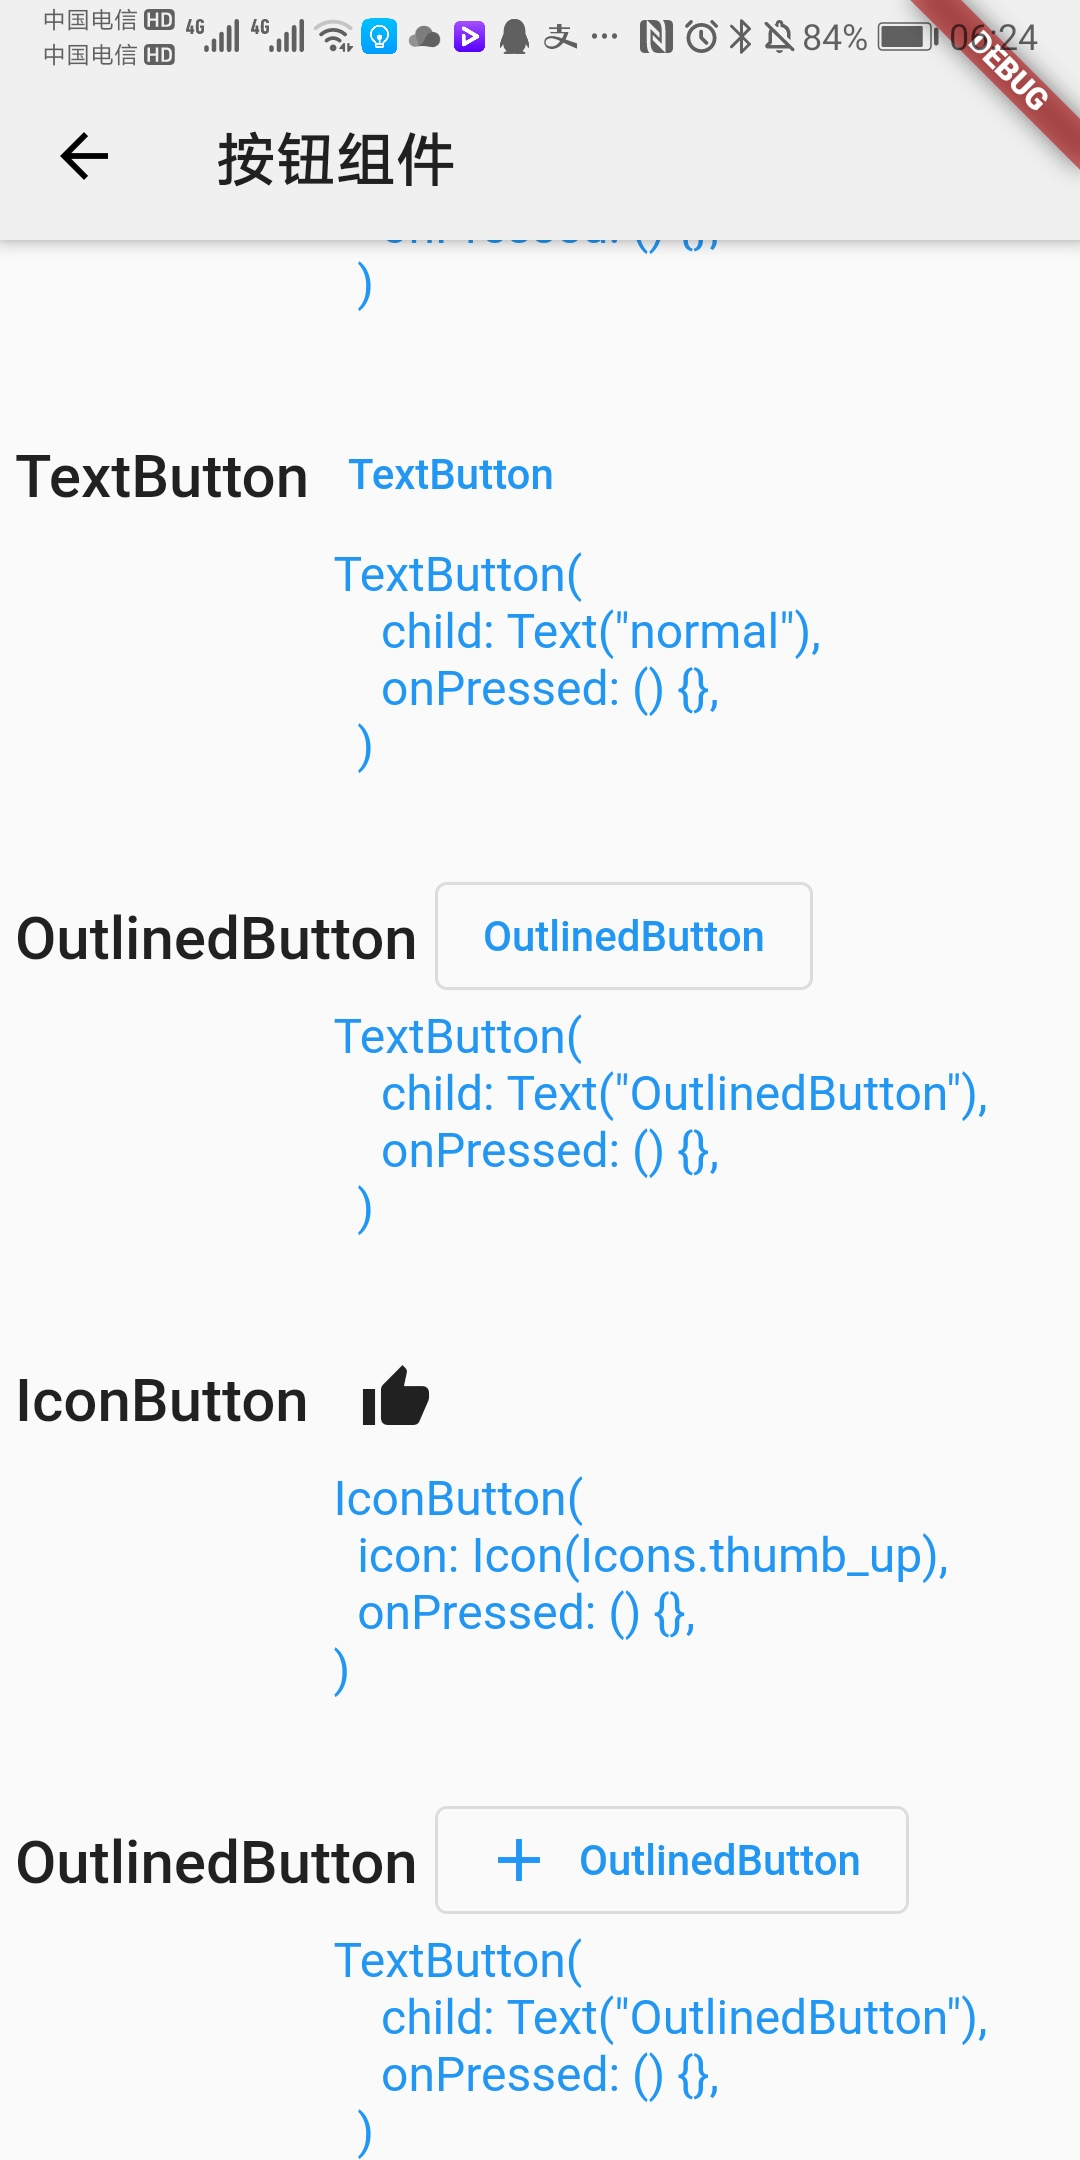 中国电信 HD 4G 4G 84% 06:24
中国电信 HD
DEBUG
按钮组件
onPressed: () {},
)
TextButton TextButton
TextButton(
child: Text("normal"),
onPressed: () {},
)
OutlinedButton OutlinedButton
TextButton(
child: Text("OutlinedButton"),
onPressed: () {},
)
IconButton
IconButton(
icon: Icon(Icons.thumb_up),
onPressed: () {},
)
OutlinedButton OutlinedButton
TextButton(
child: Text("OutlinedButton"),
onPressed: () {},
)